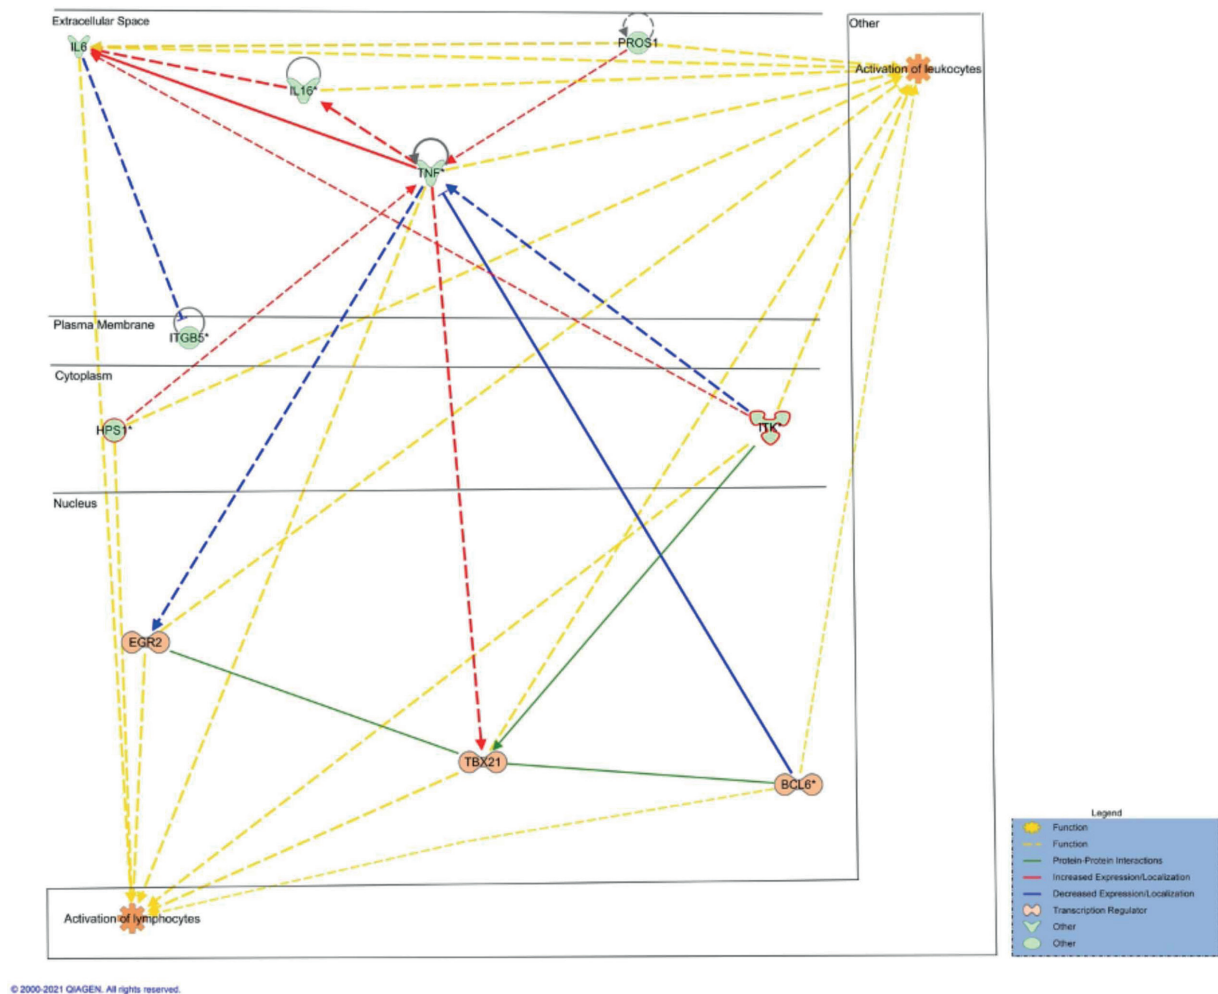 Extracellular Space
Other
IL6
PROS1
Activation of leukocytes
IL16*
TNF*
Plasma Membrane
ITGB5*
Cytoplasm
HPS1*
ITK*
Nucleus
EGR2
TBX21
BCL6*
Activation of lymphocytes
Legend
Function
Function
Protein-Protein Interactions
Increased Expression/Localization
Decreased Expression/Localization
Transcription Regulator
Other
Other
© 2000-2021 QIAGEN. All rights reserved.